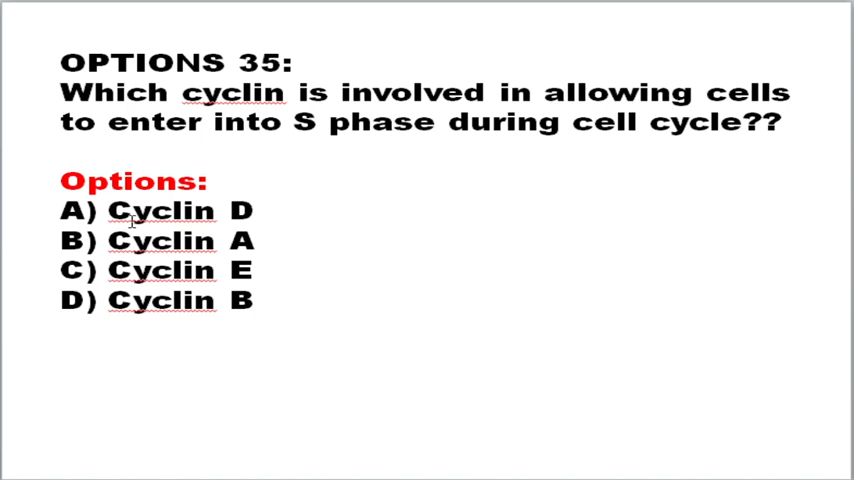 OPTIONS 35:
Which cyclin is involved in allowing cells
to enter into S phase during cell cycle??
Options:
A) Cyclin D
B) Cyclin A
C) Cyclin E
D) Cyclin B